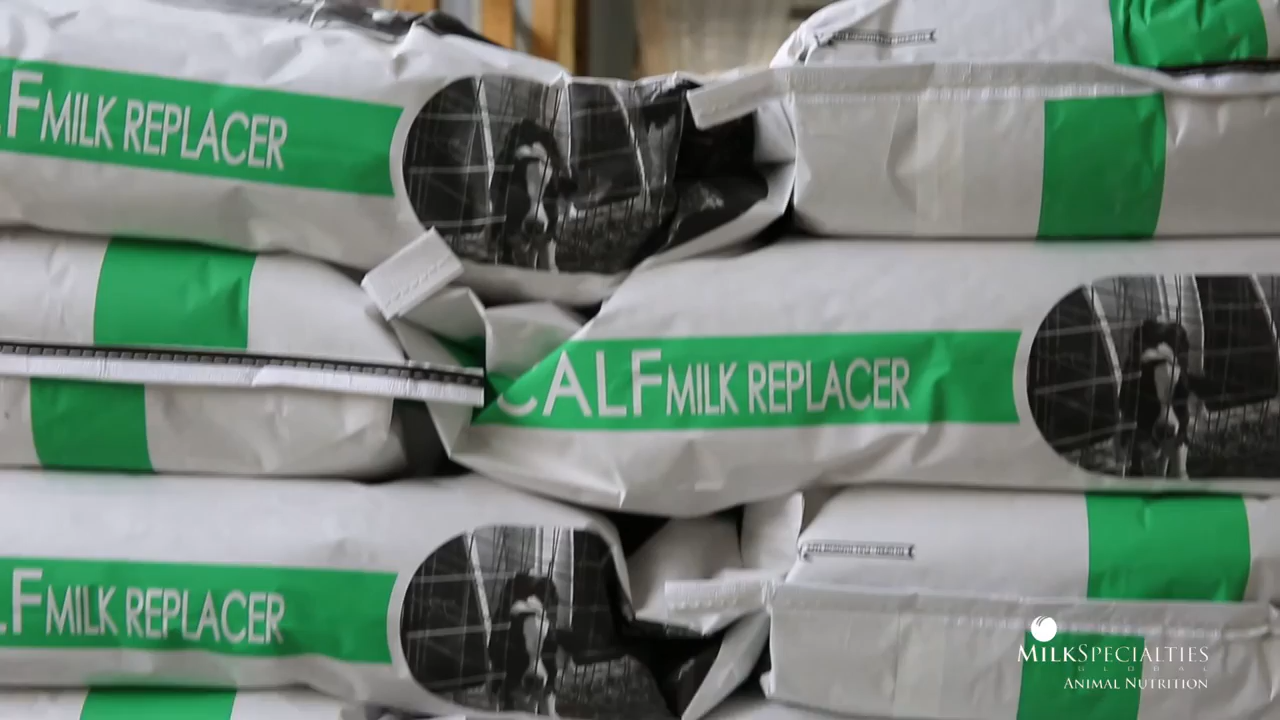 LF MILK REPLACER
CALF MILK REPLACER
LF MILK REPLACER
MILKSPECIALTIES
GLOBAL
ANIMAL NUTRITION